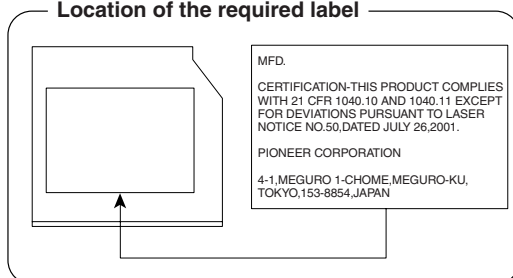 Location of the required label
MFD.
CERTIFICATION-THIS PRODUCT COMPLIES
WITH 21 CFR 1040.10 AND 1040.11 EXCEPT
FOR DEVIATIONS PURSUANT TO LASER
NOTICE NO.50,DATED JULY 26,2001.
PIONEER CORPORATION
4-1,MEGURO 1-CHOME,MEGURO-KU,
TOKYO,153-8854,JAPAN